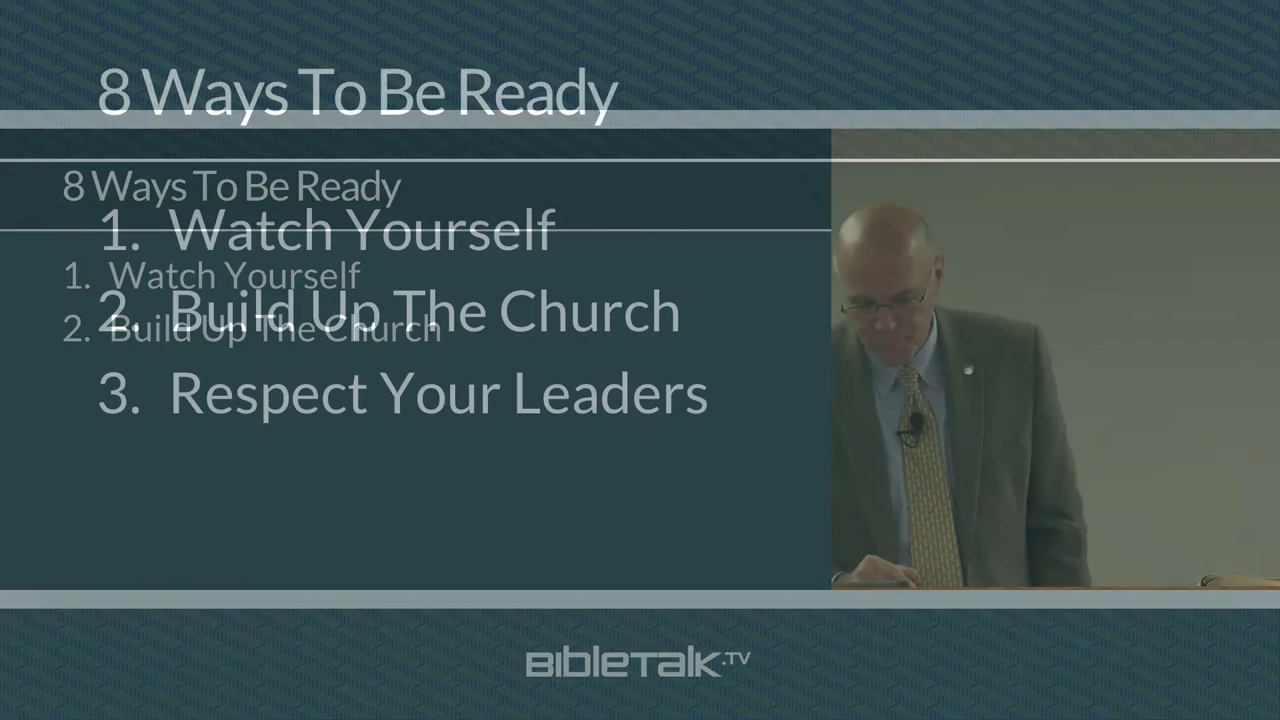 8 Ways To Be Ready
8 Ways To Be Ready
1. Watch Yourself
1. Watch Yourself
2. Build Up The Church
2. Build Up The Church
3. Respect Your Leaders
BIBLETALK.TV